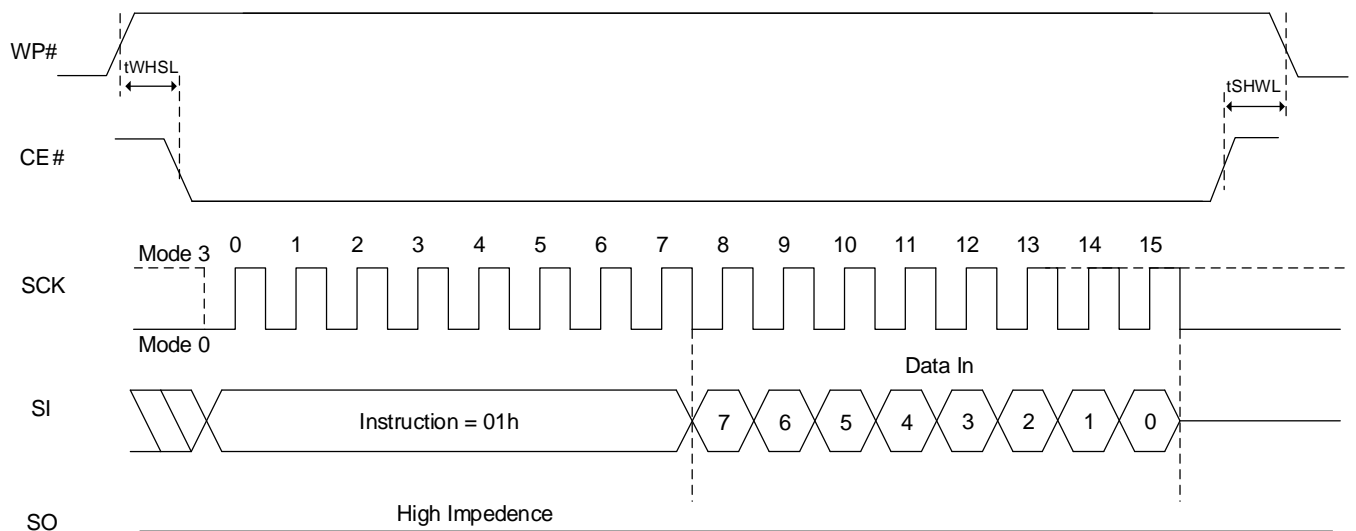 WP#
tWHSL
tSHWL
CE#
0 1 2 3 4 5 6 7 8 9 10 11 12 13 14 15
Mode 3
SCK
Mode 0
Data In
SI
Instruction = 01h
7 6 5 4 3 2 1 0
High Impedence
SO